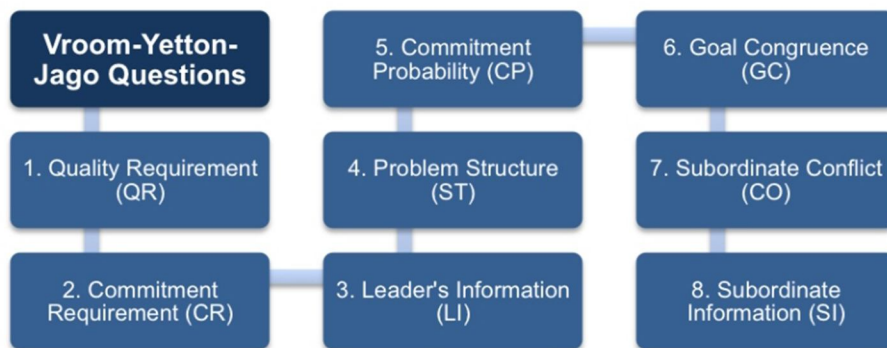 Vroom-Yetton-
Jago Questions
1. Quality Requirement
(QR)
2. Commitment
Requirement (CR)
3. Leader's Information
(LI)
4. Problem Structure
(ST)
5. Commitment
Probability (CP)
6. Goal Congruence
(GC)
7. Subordinate Conflict
(CO)
8. Subordinate
Information (SI)